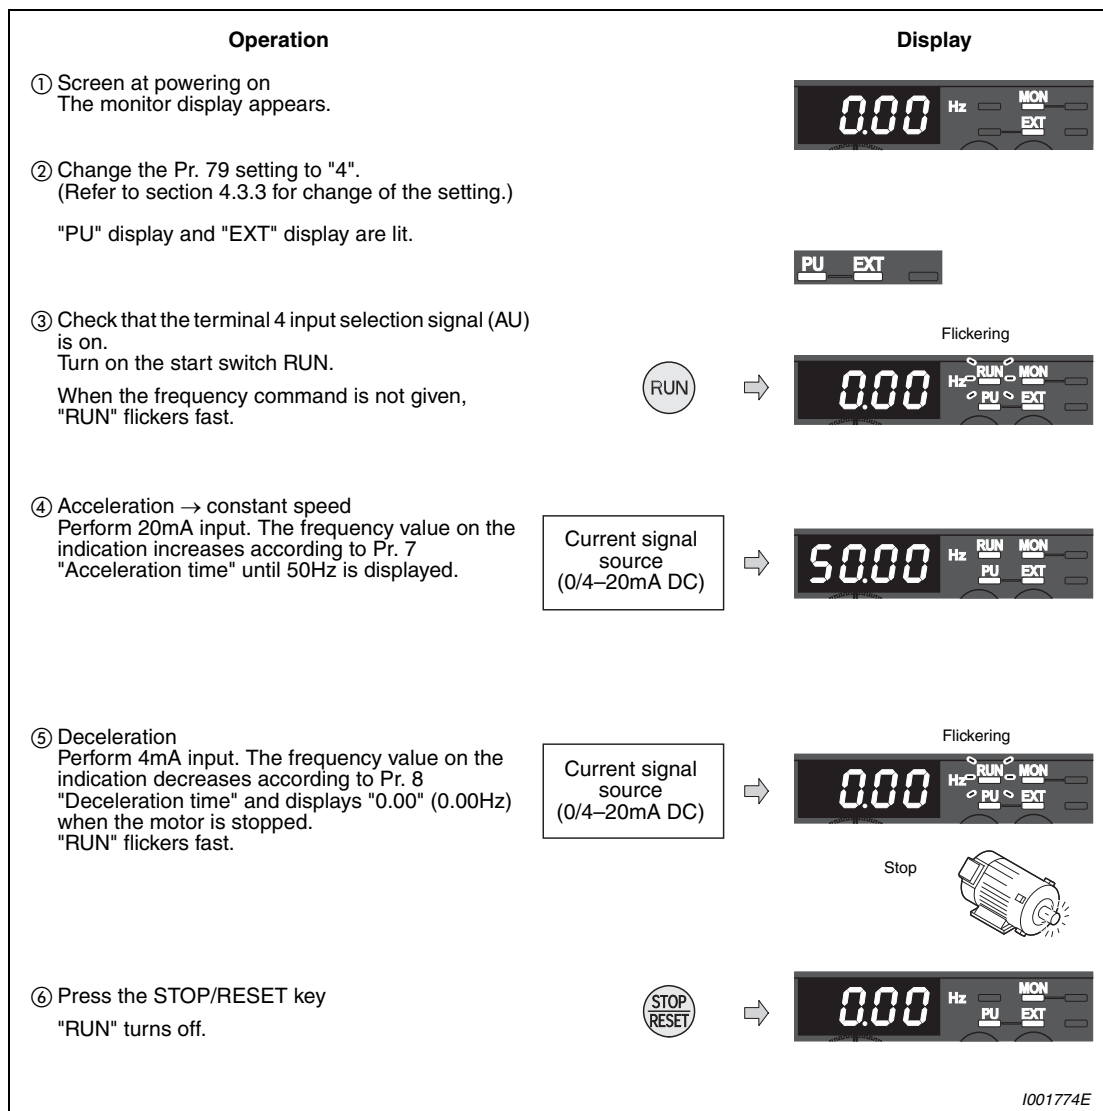 Operation
Display
① Screen at powering on
The monitor display appears.
0.00 Hz MON
EXT
② Change the Pr. 79 setting to "4".
(Refer to section 4.3.3 for change of the setting.)
"PU" display and "EXT" display are lit.
PU EXT
③ Check that the terminal 4 input selection signal (AU)
is on.
Turn on the start switch RUN.
When the frequency command is not given,
"RUN" flickers fast.
RUN
Flickering
0.00 Hz RUN MON
PU EXT
④ Acceleration → constant speed
Perform 20mA input. The frequency value on the
indication increases according to Pr. 7
"Acceleration time" until 50Hz is displayed.
Current signal
source
(0/4–20mA DC)
50.00 Hz RUN MON
PU EXT
⑤ Deceleration
Perform 4mA input. The frequency value on the
indication decreases according to Pr. 8
"Deceleration time" and displays "0.00" (0.00Hz)
when the motor is stopped.
"RUN" flickers fast.
Current signal
source
(0/4–20mA DC)
Flickering
0.00 Hz RUN MON
PU EXT
Stop
⑥ Press the STOP/RESET key
"RUN" turns off.
STOP
RESET
0.00 Hz MON
PU EXT
I001774E